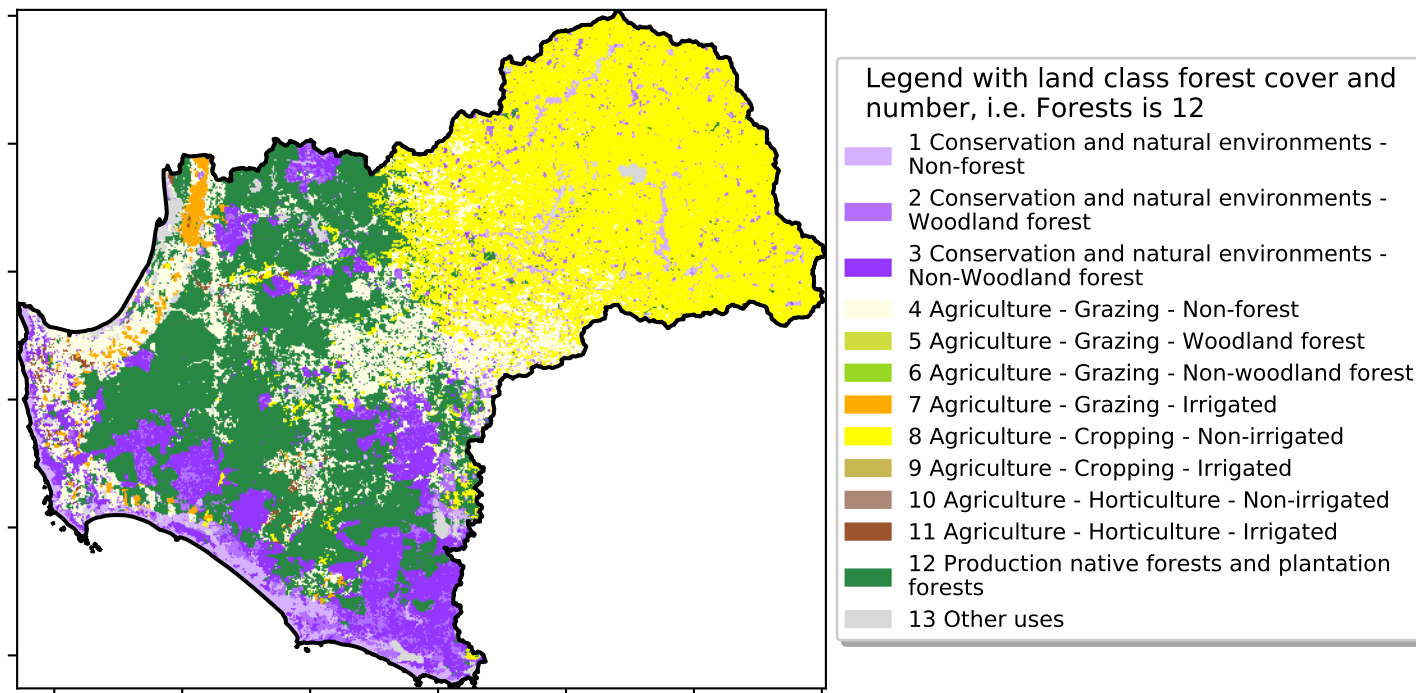 Legend with land class forest cover and
number, i.e. Forests is 12
1 Conservation and natural environments -
Non-forest
2 Conservation and natural environments -
Woodland forest
3 Conservation and natural environments -
Non-Woodland forest
4 Agriculture - Grazing - Non-forest
5 Agriculture - Grazing - Woodland forest
6 Agriculture - Grazing - Non-woodland forest
7 Agriculture - Grazing - Irrigated
8 Agriculture - Cropping - Non-irrigated
9 Agriculture - Cropping - Irrigated
10 Agriculture - Horticulture - Non-irrigated
11 Agriculture - Horticulture - Irrigated
12 Production native forests and plantation
forests
13 Other uses